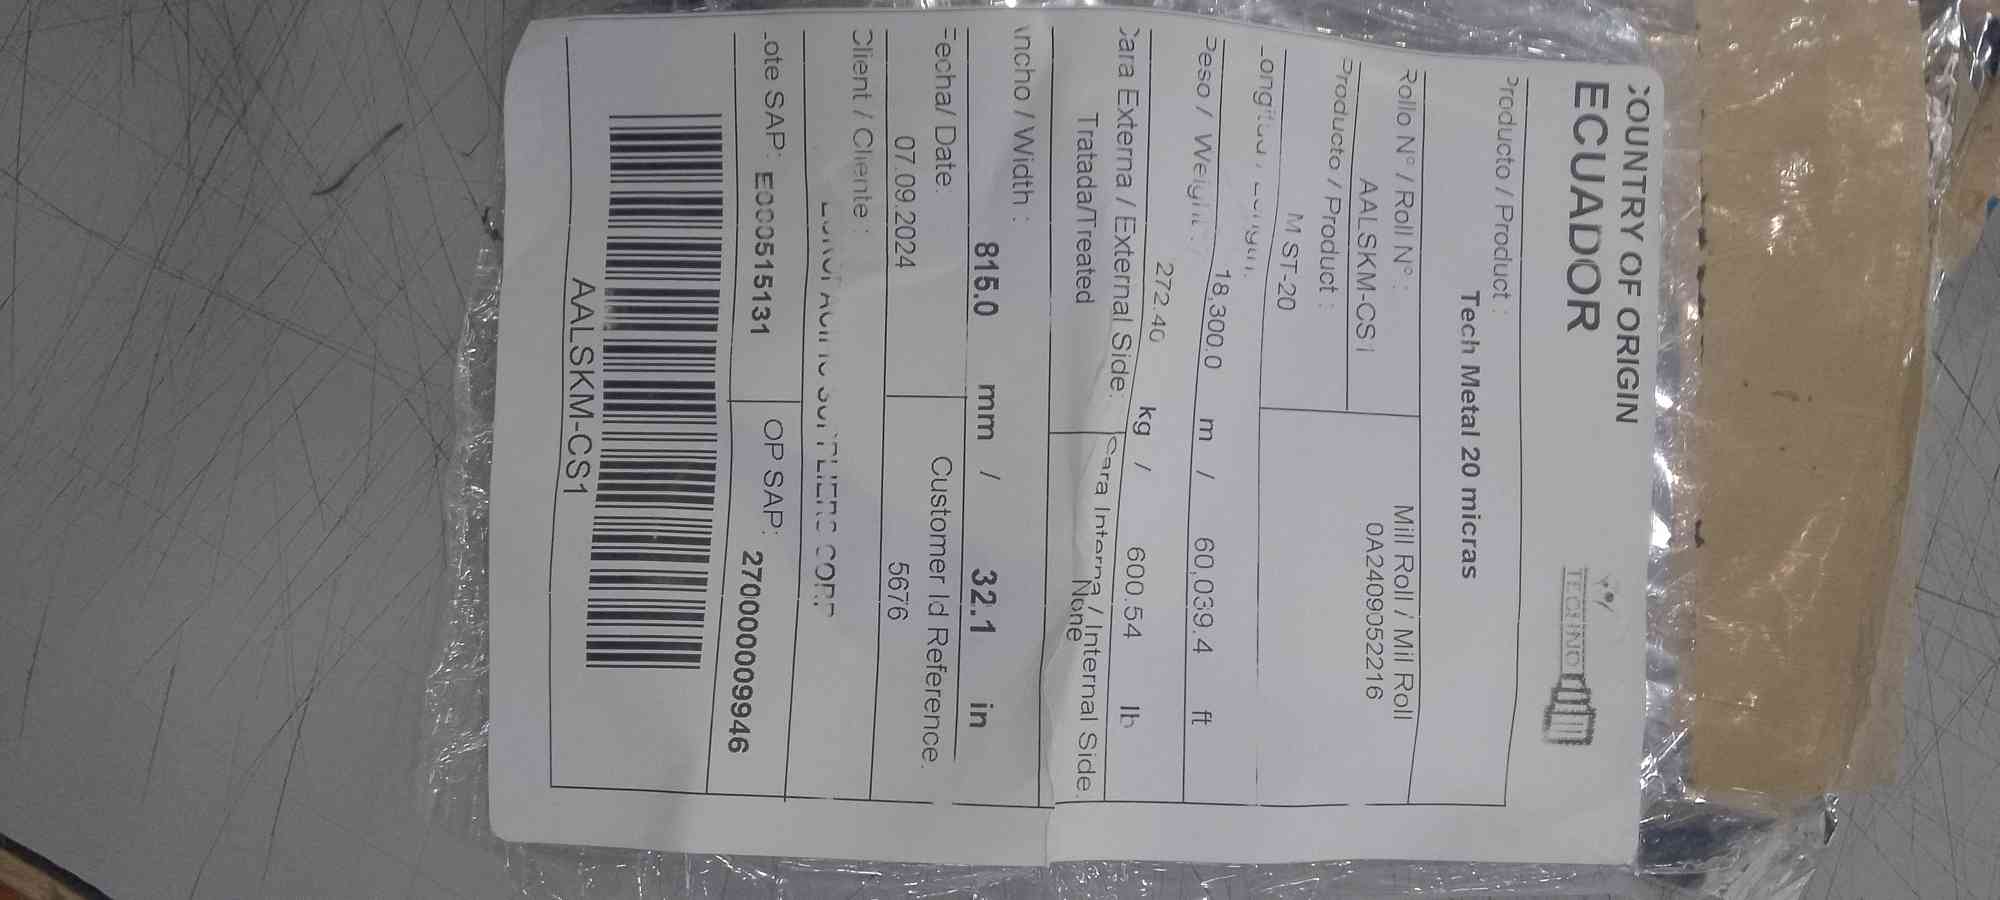 COUNTRY OF ORIGIN
ECUADOR
TECHNO
Producto / Product :
Tech Metal 20 micras
Rollo N° / Roll N° :
AALSKM-CS1
Mill Roll / Mil Roll
0A2409052216
Producto / Product :
M ST-20
18,300.0 m / 60,039.4 ft
Peso / Weight :
272.40 kg / 600.54 lb
Cara Externa / External Side:
Tratada/Treated
Cara Interna / Internal Side.
None
Ancho / Width :
815.0 mm / 32.1 in
Fecha/ Date:
07.09.2024
Customer Id Reference.
5676
Client / Cliente :
SUPPLIERS CORP
Lote SAP: E000515131
OP SAP: 270000009946
AALSKM-CS1